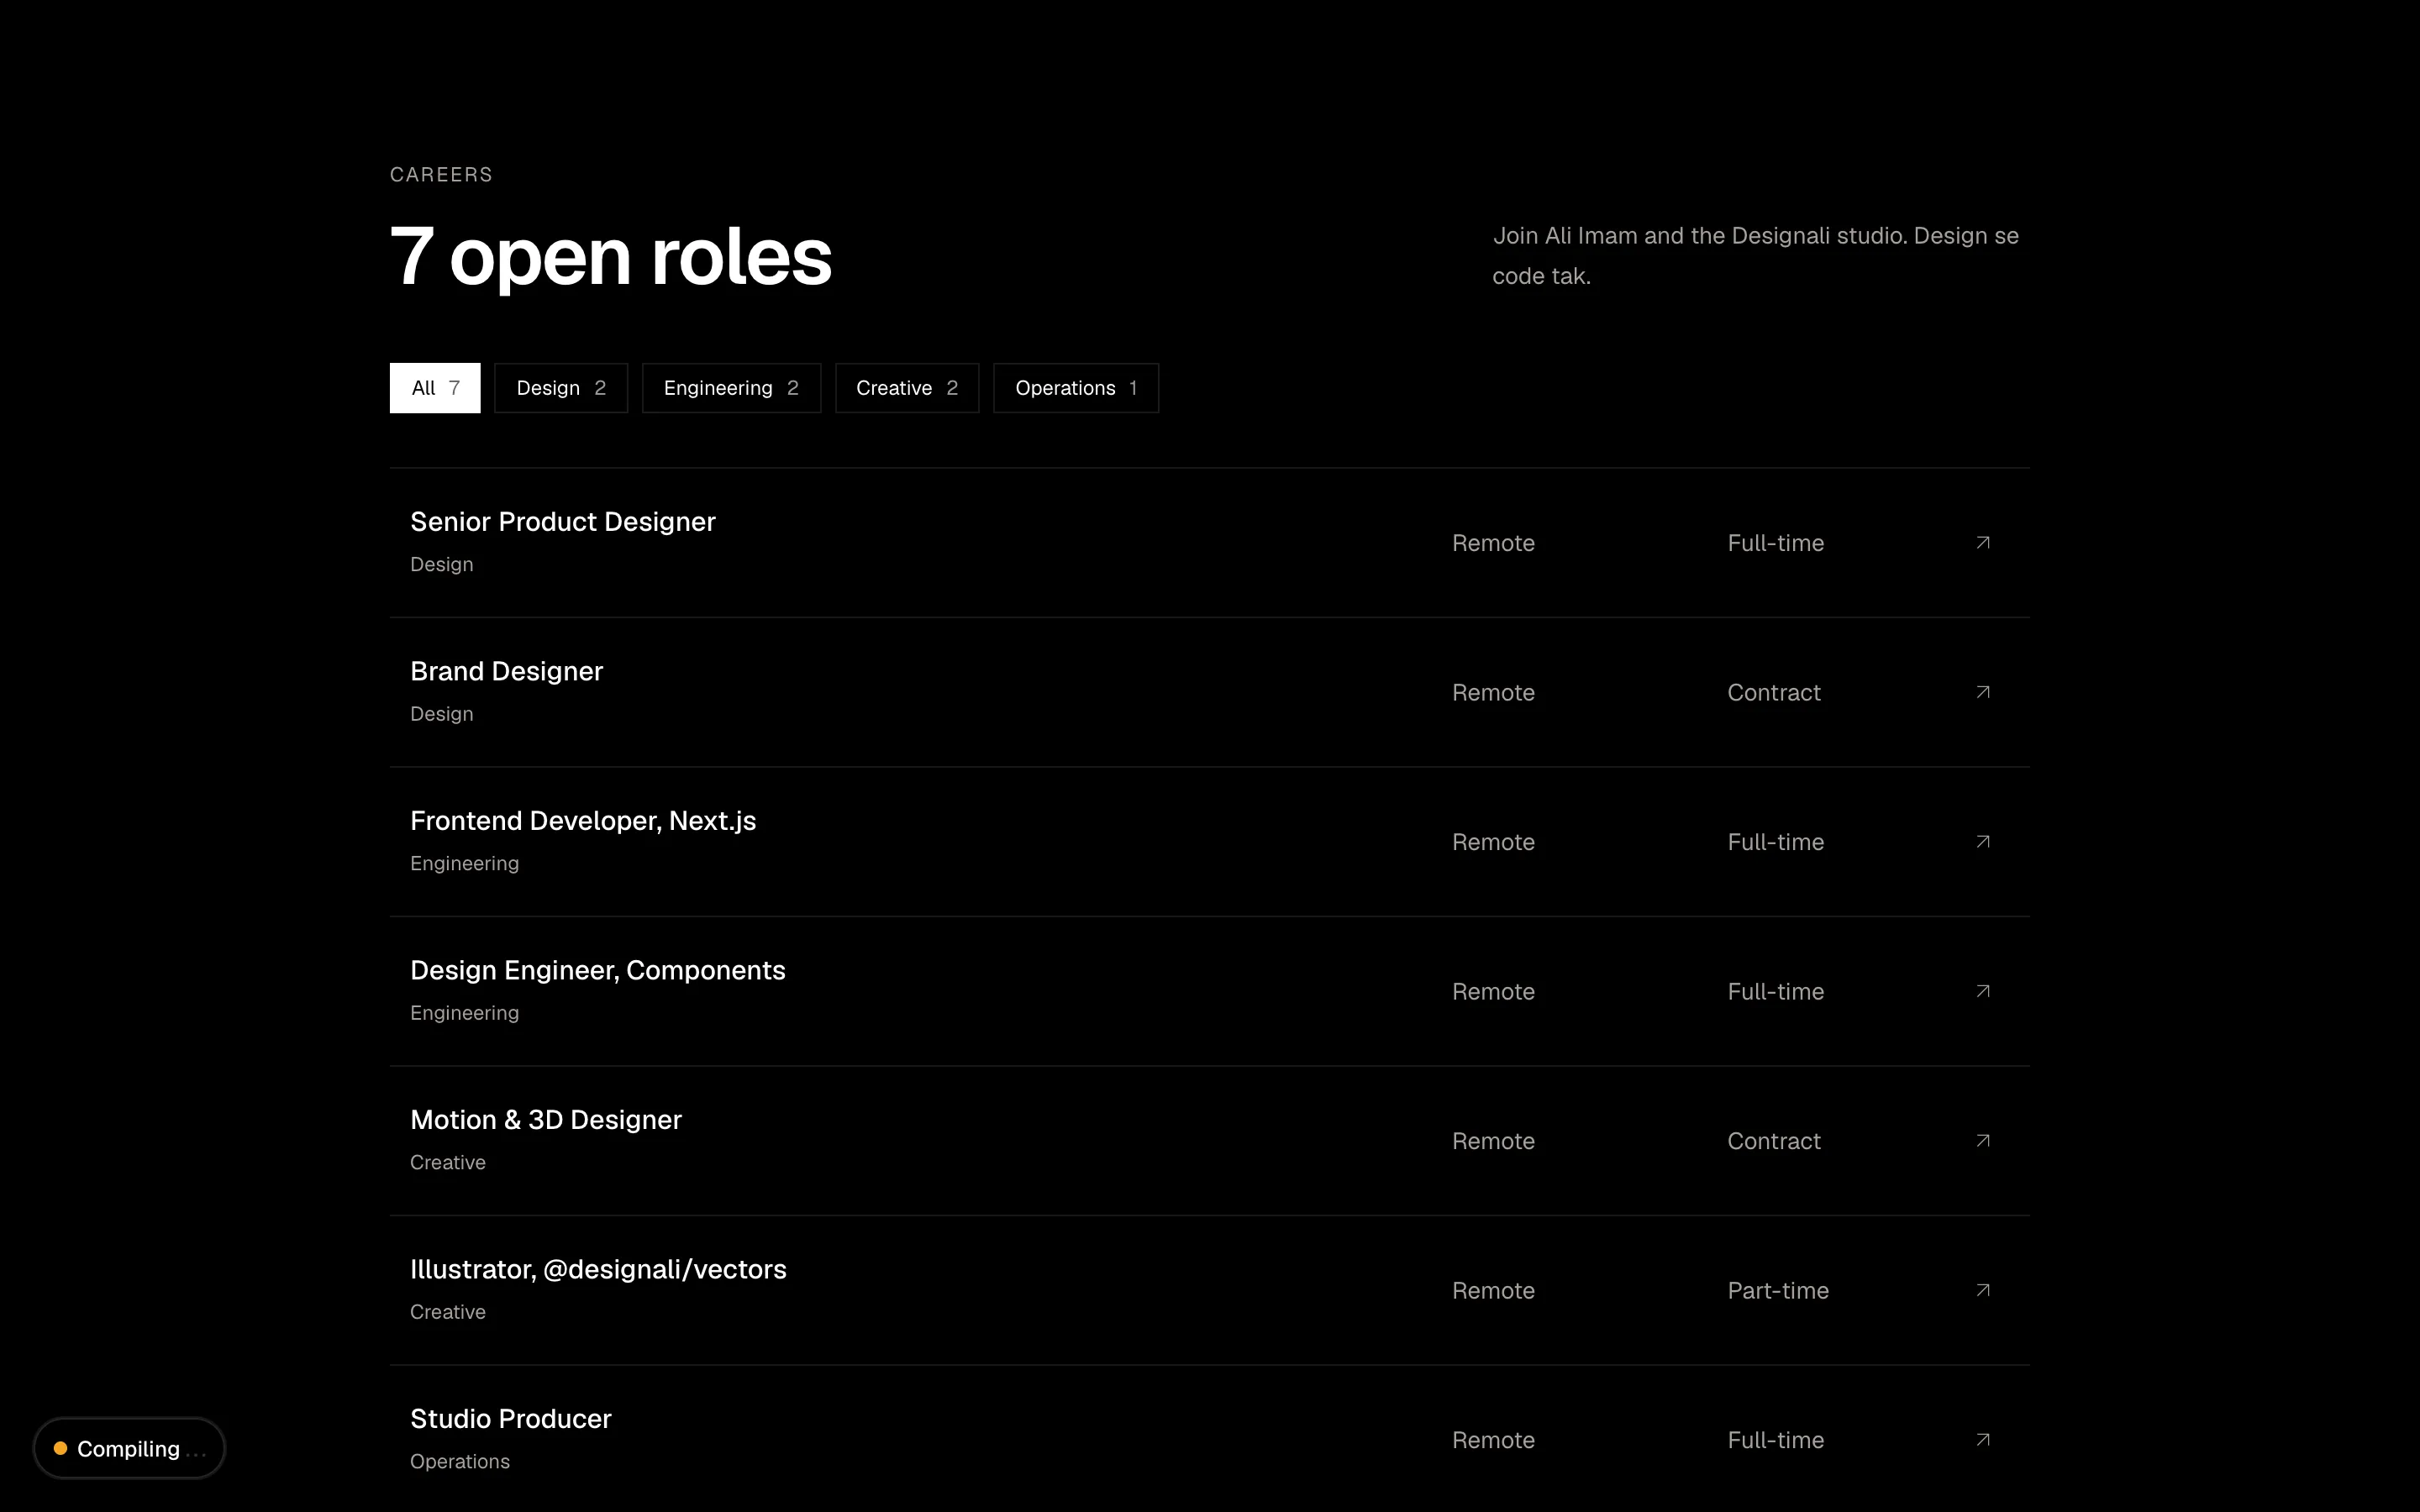 CAREERS
7 open roles
Join Ali Imam and the Designali studio. Design se
code tak.
All 7
Design 2
Engineering 2
Creative 2
Operations 1
Senior Product Designer
Design
Remote
Full-time
Brand Designer
Design
Remote
Contract
Frontend Developer, Next.js
Engineering
Remote
Full-time
Design Engineer, Components
Engineering
Remote
Full-time
Motion & 3D Designer
Creative
Remote
Contract
Illustrator, @designali/vectors
Creative
Remote
Part-time
Studio Producer
Operations
Remote
Full-time
Compiling ...